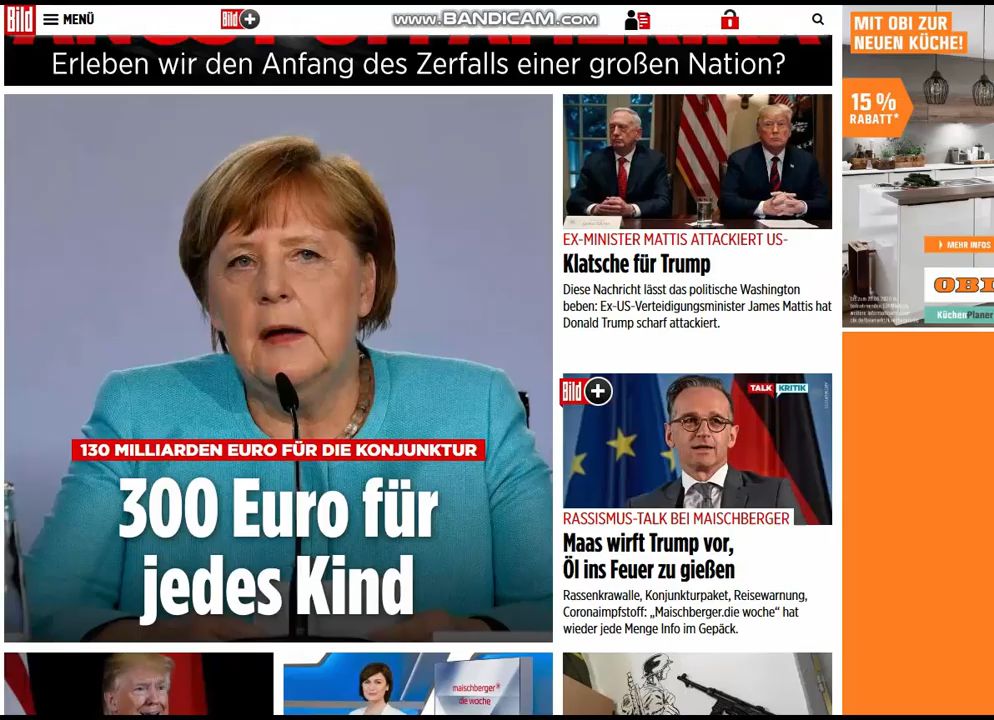 Bild
MENÜ
Bild +
www.BANDICAM.com
Erleben wir den Anfang des Zerfalls einer großen Nation?
130 MILLIARDEN EURO FÜR DIE KONJUNKTUR
300 Euro für
jedes Kind
EX-MINISTER MATTIS ATTACKIERT US-
Klatsche für Trump
Diese Nachricht lässt das politische Washington
beben: Ex-US-Verteidigungsminister James Mattis hat
Donald Trump scharf attackiert.
Bild +
TALK KRITIK
RASSISMUS-TALK BEI MAISCHBERGER
Maas wirft Trump vor,
Öl ins Feuer zu gießen
Rassenkrawalle, Konjunkturpaket, Reisewarnung,
Coronaimpfstoff: „Maischberger.die woche“ hat
wieder jede Menge Info im Gepäck.
maischberger
die woche
MIT OBI ZUR
NEUEN KÜCHE!
15 %
RABATT*
MEHR INFOS
OBI
KüchenPlaner